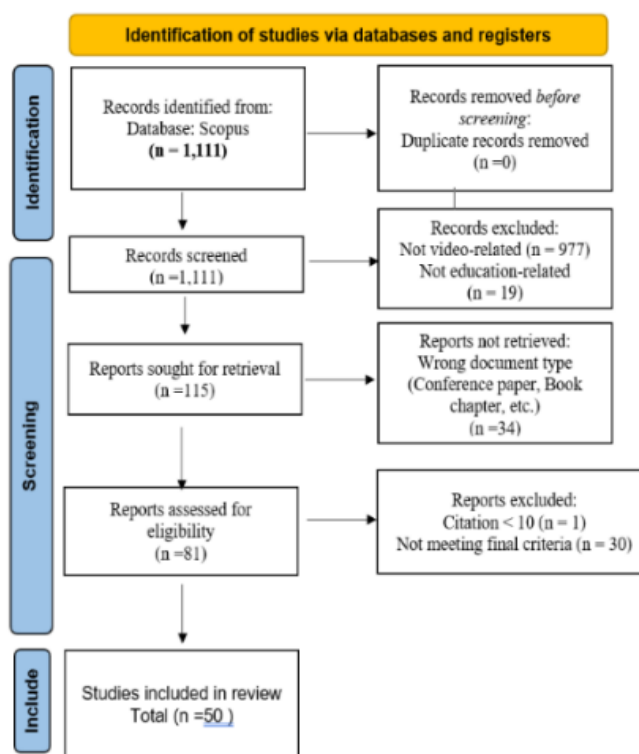 Identification of studies via databases and registers
Identification
Records identified from:
Database: Scopus
(n = 1,111)
Records removed before
screening:
Duplicate records removed
(n =0)
Screening
Records screened
(n =1,111)
Records excluded:
Not video-related (n = 977)
Not education-related
(n = 19)
Reports sought for retrieval
(n =115)
Reports not retrieved:
Wrong document type
(Conference paper, Book
chapter, etc.)
(n =34)
Reports assessed for
eligibility
(n =81)
Reports excluded:
Citation < 10 (n = 1)
Not meeting final criteria (n = 30)
Include
Studies included in review
Total (n =50 )